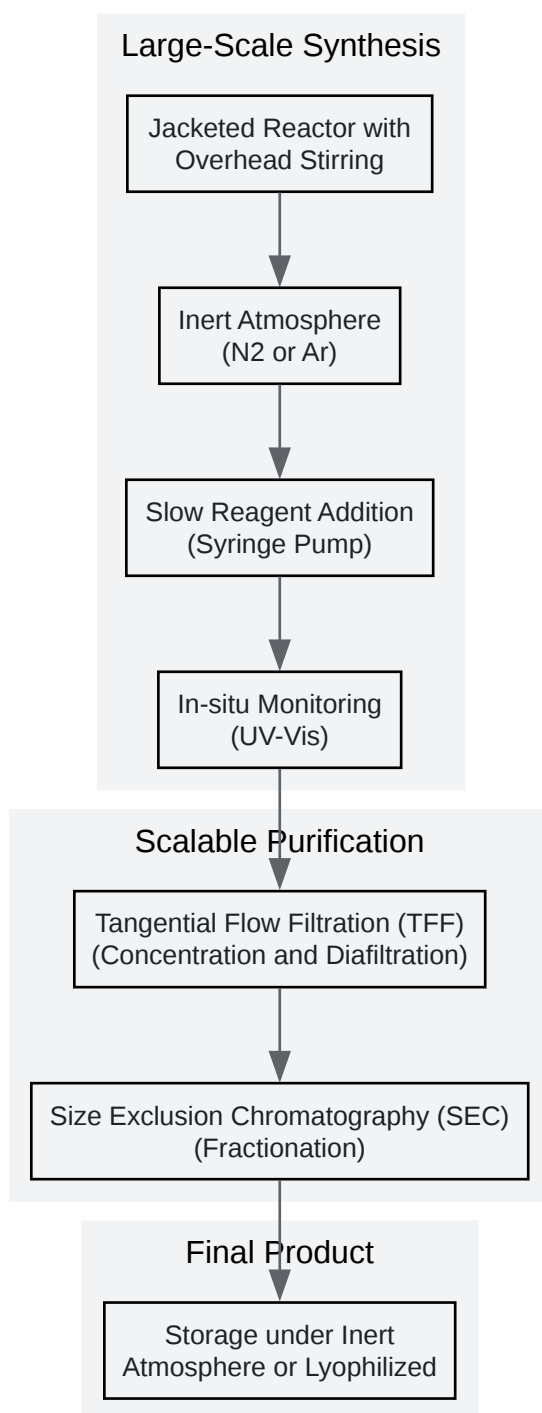 Large-Scale Synthesis
Jacketed Reactor with
Overhead Stirring
Inert Atmosphere
(N2 or Ar)
Slow Reagent Addition
(Syringe Pump)
In-situ Monitoring
(UV-Vis)
Scalable Purification
Tangential Flow Filtration (TFF)
(Concentration and Diafiltration)
Size Exclusion Chromatography (SEC)
(Fractionation)
Final Product
Storage under Inert
Atmosphere or Lyophilized